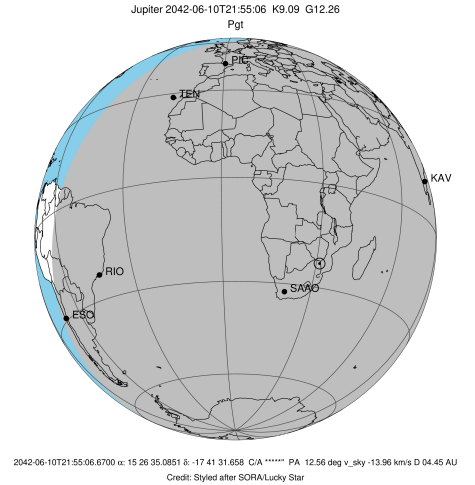 Jupiter 2042-06-10T21:55:06 K9.09 G12.26
Pgt
PIC
TEN
KAV
RIO
SAAO
ESO
2042-06-10T21:55:06.6700 α: 15 26 35.0851 δ: -17 41 31.658 C/A *****" PA 12.56 deg v_sky -13.96 km/s D 04.45 AU
Credit: Styled after SORA/Lucky Star